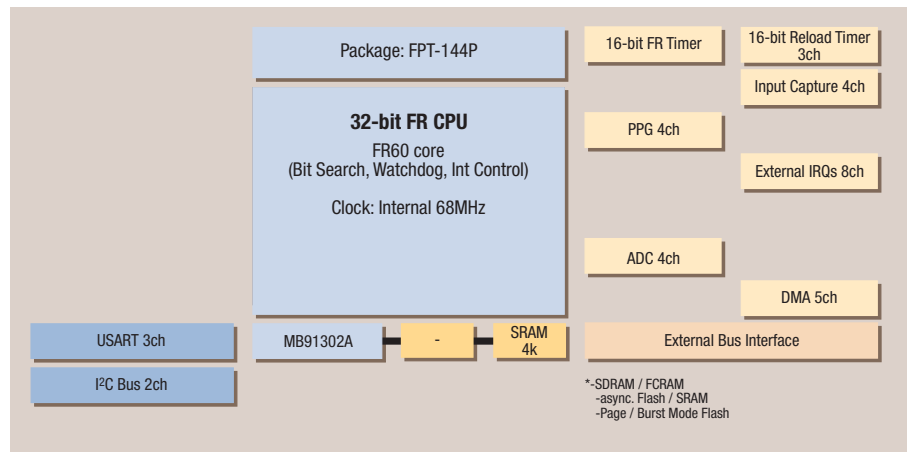 Package: FPT-144P
16-bit FR Timer
16-bit Reload Timer
3ch
Input Capture 4ch
32-bit FR CPU
FR60 core
(Bit Search, Watchdog, Int Control)
Clock: Internal 68MHz
PPG 4ch
External IRQs 8ch
ADC 4ch
DMA 5ch
USART 3ch
MB91302A
-
SRAM
4k
External Bus Interface
I²C Bus 2ch
*-SDRAM / FCRAM
-async. Flash / SRAM
-Page / Burst Mode Flash